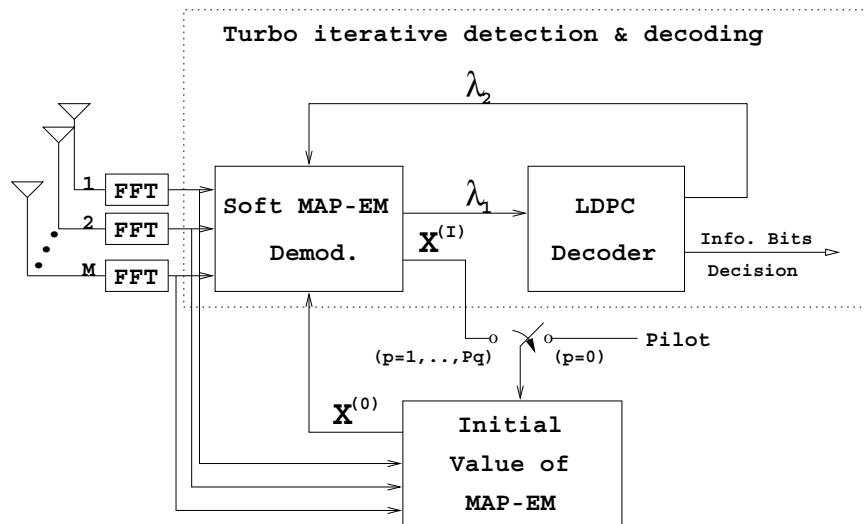 Turbo iterative detection & decoding
λ2
1 FFT
Soft MAP-EM
Demod.
λ1
LDPC
Decoder
2 FFT
X(I)
Info. Bits
Decision
M FFT
(p=1,..,Pq)
(p=0)
Pilot
X(0)
Initial
Value of
MAP-EM